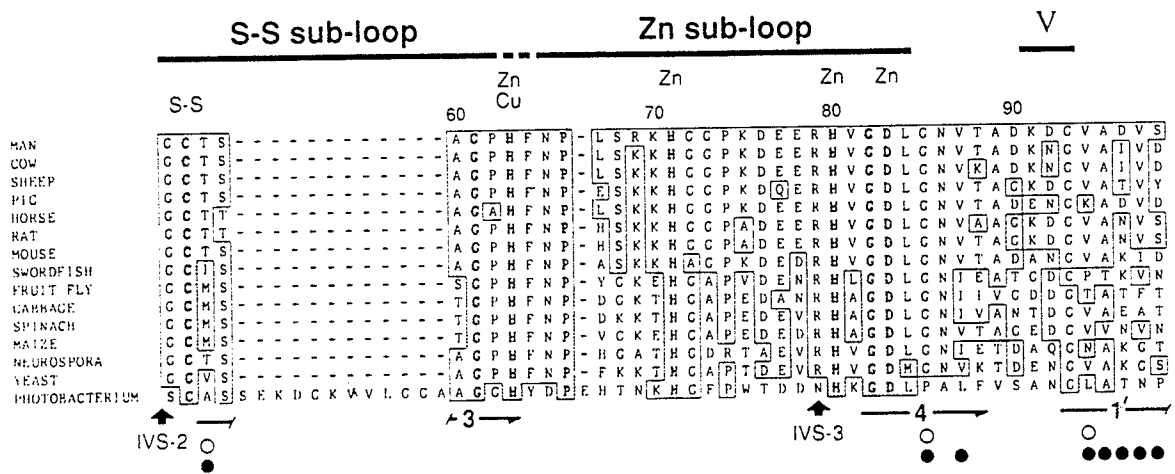 S-S sub-loop Zn sub-loop V
Zn Zn Zn Zn
S-S Cu
60 70 80 90
MAN G C T S - - - - - - - - - - - - A G P H F N P - L S R K H G G P K D E E R H V G D L G N V T A D K D G V A D V S
COW G C T S - - - - - - - - - - - - A G P H F N P - L S K K H G G P K D E E R H V G D L G N V T A D K N G V A I V D
SHEEP G C T S - - - - - - - - - - - - A G P H F N P - L S K K H G G P K D E E R H V G D L G N V K A D K N G V A I V D
PIG G C T S - - - - - - - - - - - - A G P H F N P - E S K K H G G P K D Q E R H V G D L G N V T A G K D G V A T V Y
HORSE G C T T - - - - - - - - - - - - A G A H F N P - L S K K H G G P K D E E R H V G D L G N V T A D E N G K A D V D
RAT G C T T - - - - - - - - - - - - A G P H F N P - H S K K H G G P A D E E R H V G D L G N V A A G K D G V A N V S
MOUSE G C T S - - - - - - - - - - - - A G P H F N P - H S K K H G G P A D E E R H V G D L G N V T A G K D G V A N V S
SWORDFISH G C I S - - - - - - - - - - - - A G P H F N P - A S K K H A G P K D E D R H V G D L G N V T A D A N G V A K I D
FRUIT FLY G C M S - - - - - - - - - - - - S G P H F N P - Y G K E H G A P V D E N R H L G D L G N I E A T G D C P T K V N
CABBAGE G C M S - - - - - - - - - - - - T G P H F N P - D G K T H G A P E D A N R H A G D L G N I I V G D D G T A T F T
SPINACH G C M S - - - - - - - - - - - - T G P H F N P - D K K T H G A P E D E V R H A G D L G N I V A N T D G V A E A T
MAIZE G C M S - - - - - - - - - - - - T G P H F N P - V G K E H G A P E D E D R H A G D L G N V T A G E D G V V N V N
NEUROSPORA G C T S - - - - - - - - - - - - A G P H F N P - H G A T H G D R T A E V R H V G D L G N I E T D A Q G N A K G T
YEAST G C V S - - - - - - - - - - - - A G P H F N P - F K K T H G A P T D E V R H V G D M G N V K T D E N G V A K G S
PHOTOBACTERIUM S C A S S E K D G K V V L G G A A G G H Y D P E H T N K H G F P W T D D N H K G D L P A L F V S A N G L A T N P
IVS-2 3 IVS-3 4 1'